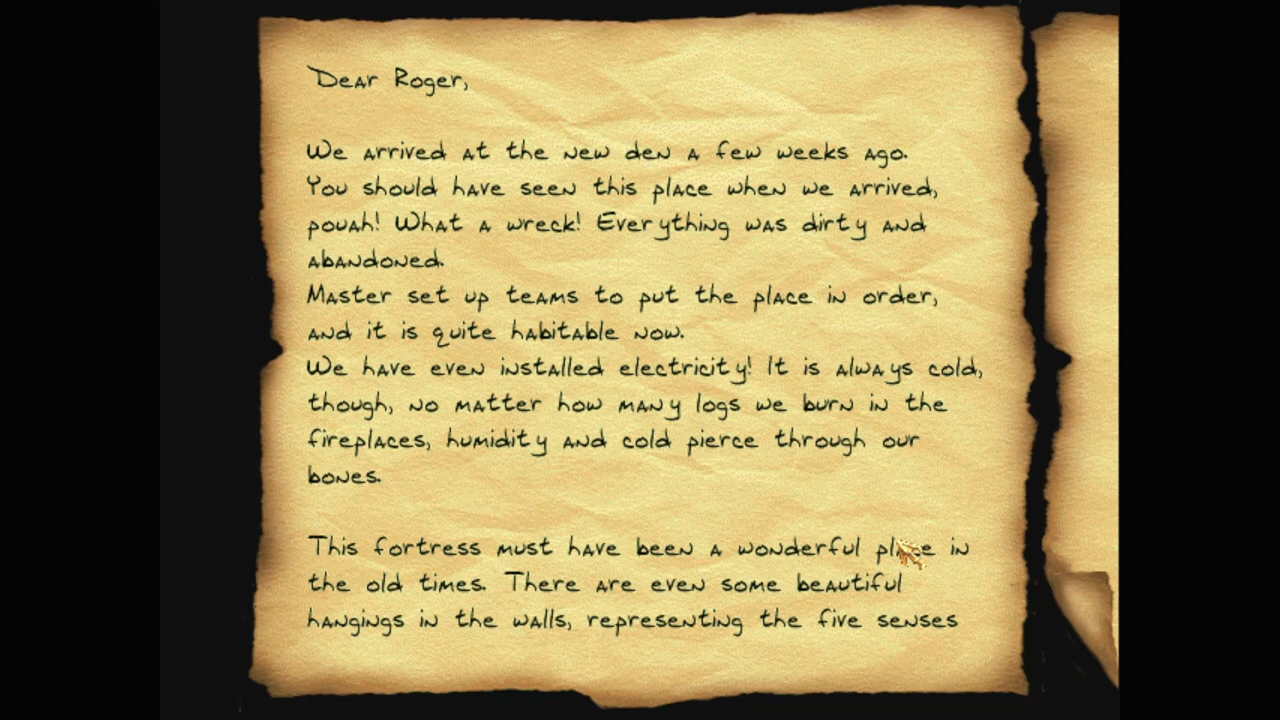 Dear Roger,
We arrived at the new den a few weeks ago.
You should have seen this place when we arrived,
pouah! What a wreck! Everything was dirty and
abandoned.
Master set up teams to put the place in order,
and it is quite habitable now.
We have even installed electricity! It is always cold,
though, no matter how many logs we burn in the
fireplaces, humidity and cold pierce through our
bones.
This fortress must have been a wonderful place in
the old times. There are even some beautiful
hangings in the walls, representing the five senses